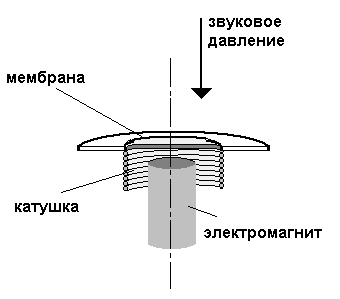 звуковое
давление
мембрана
катушка
электромагнит